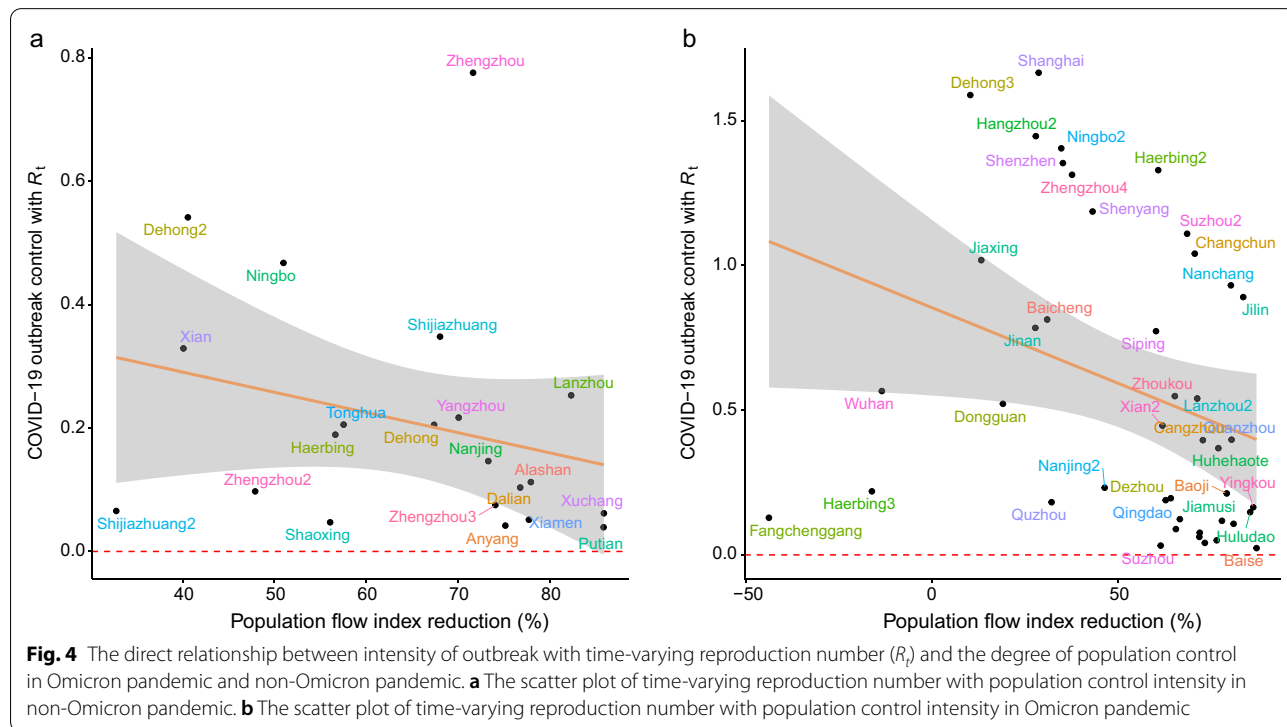 a
0.8
0.6
0.4
0.2
0.0
COVID−19 outbreak control with Rt
Zhengzhou
Dehong2
Ningbo
Shijiazhuang
Xian
Lanzhou
Yangzhou
Tonghua
Dehong
Haerbing
Nanjing
Alashan
Zhengzhou2
Dalian
Xuchang
Zhengzhou3
Shijiazhuang2
Shaoxing
Xiamen
Anyang
Putian
40
60
80
Population flow index reduction (%)
b
1.5
1.0
0.5
0.0
COVID−19 outbreak control with Rt
Shanghai
Dehong3
Hangzhou2
Ningbo2
Shenzhen
Haerbing2
Zhengzhou4
Shenyang
Suzhou2
Changchun
Jiaxing
Nanchang
Jilin
Baicheng
Jinan
Siping
Zhoukou
Wuhan
Dongguan
Xian2
Lanzhou2
Cangzhou
Quanzhou
Huhehaote
Nanjing2
Dezhou
Baoji
Yingkou
Haerbing3
Quzhou
Qingdao
Jiamusi
Fangchenggang
Huludao
Suzhou
Baise
−50
0
50
Population flow index reduction (%)
Fig. 4 The direct relationship between intensity of outbreak with time-varying reproduction number (Rt) and the degree of population control
in Omicron pandemic and non-Omicron pandemic. a The scatter plot of time-varying reproduction number with population control intensity in
non-Omicron pandemic. b The scatter plot of time-varying reproduction number with population control intensity in Omicron pandemic